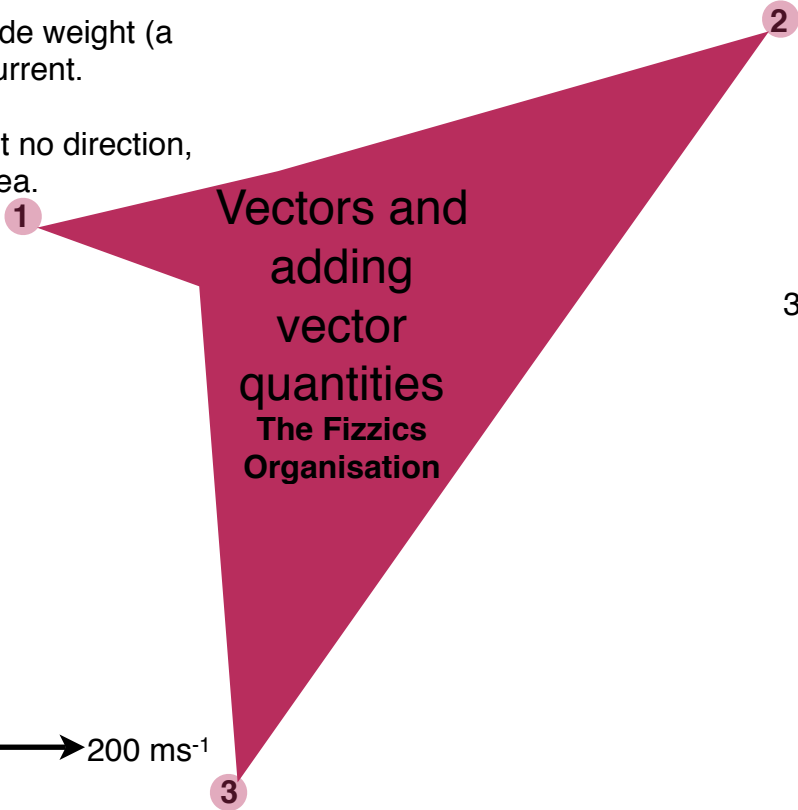 de weight (a
urrent.
t no direction,
ea.
1
2
Vectors and
adding
vector
quantities
The Fizzics
Organisation
3
200 ms-1
3